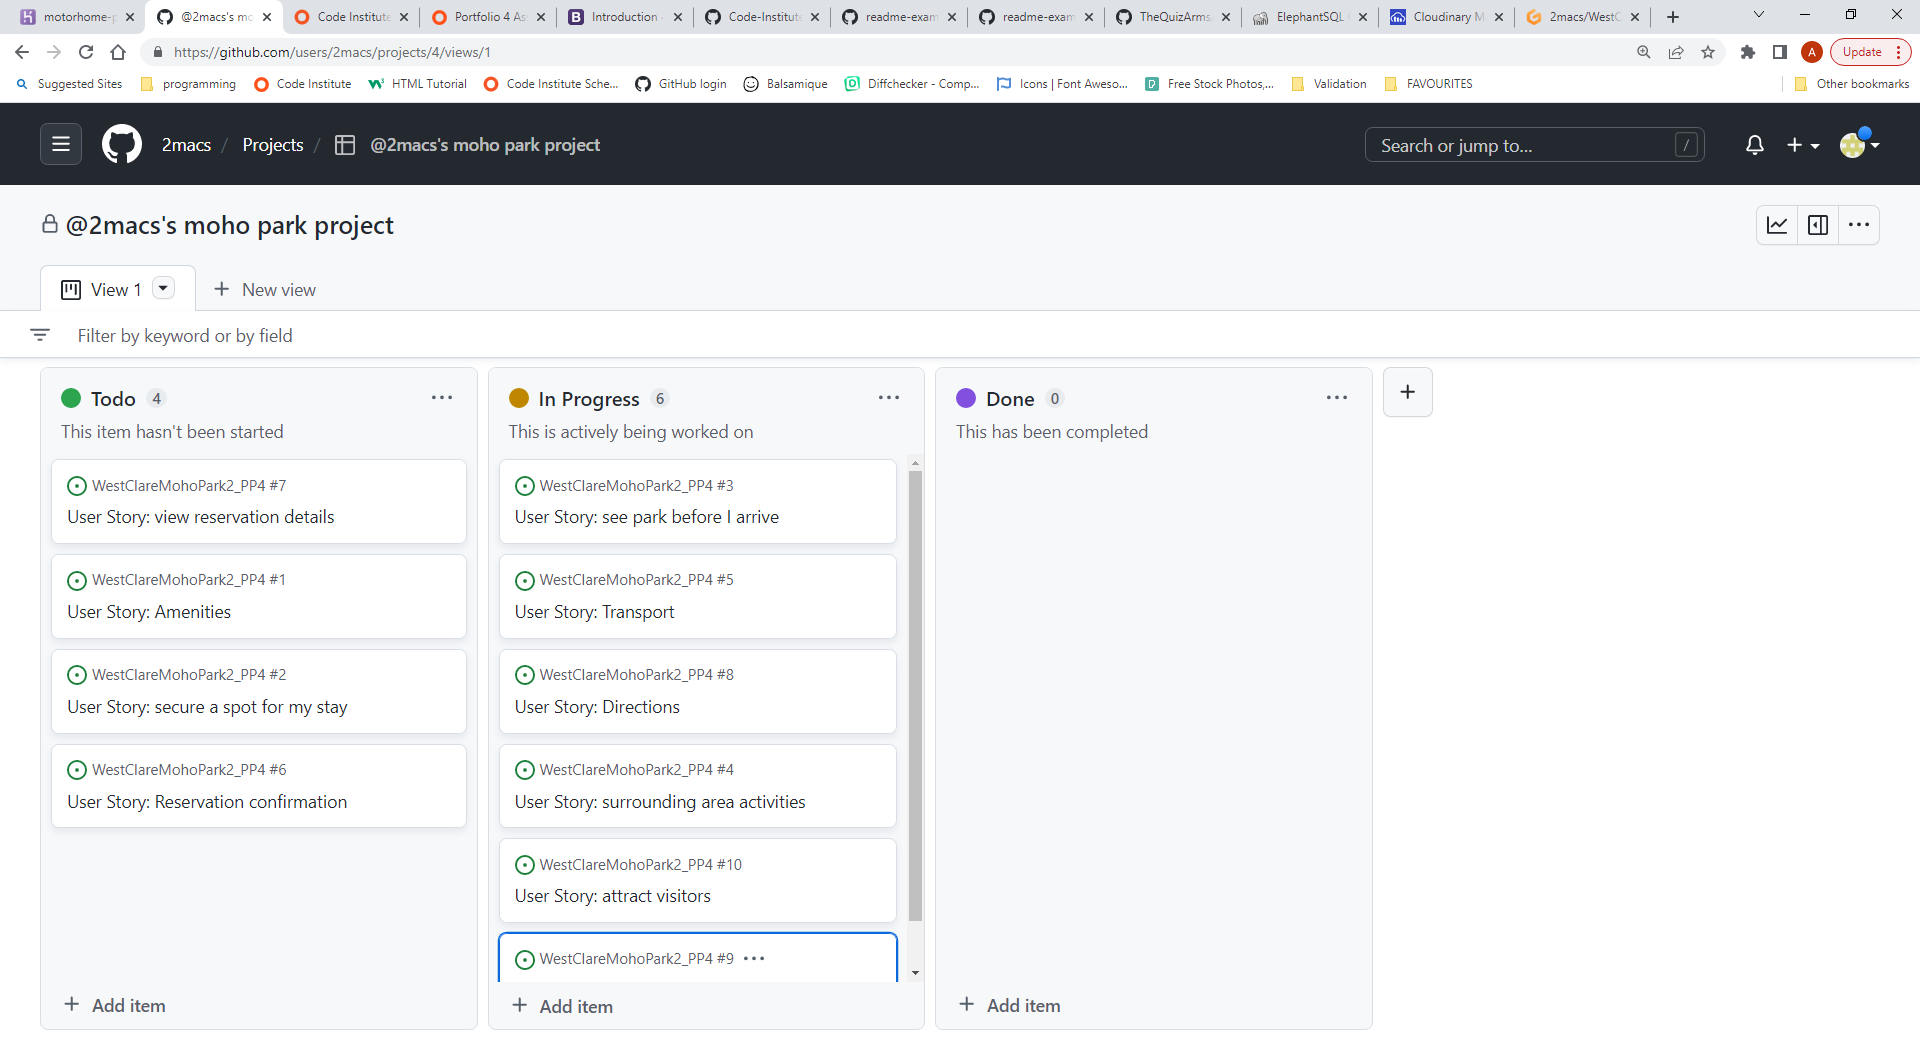 motorhome-p
@2macs's mo
Code Institute
Portfolio 4 As
Introduction
Code-Institute
readme-exam
readme-exam
TheQuizArms
ElephantSQL
Cloudinary M
2macs/WestC
https://github.com/users/2macs/projects/4/views/1
A
Update
Suggested Sites
programming
Code Institute
HTML Tutorial
Code Institute Sche...
GitHub login
Balsamique
Diffchecker - Comp...
Icons | Font Aweso...
Free Stock Photos,...
Validation
FAVOURITES
Other bookmarks
2macs / Projects / @2macs's moho park project
Search or jump to... /
@2macs's moho park project
View 1
New view
Filter by keyword or by field
Todo 4
This item hasn't been started
WestClareMohoPark2_PP4 #7
User Story: view reservation details
WestClareMohoPark2_PP4 #1
User Story: Amenities
WestClareMohoPark2_PP4 #2
User Story: secure a spot for my stay
WestClareMohoPark2_PP4 #6
User Story: Reservation confirmation
Add item
In Progress 6
This is actively being worked on
WestClareMohoPark2_PP4 #3
User Story: see park before I arrive
WestClareMohoPark2_PP4 #5
User Story: Transport
WestClareMohoPark2_PP4 #8
User Story: Directions
WestClareMohoPark2_PP4 #4
User Story: surrounding area activities
WestClareMohoPark2_PP4 #10
User Story: attract visitors
WestClareMohoPark2_PP4 #9
Add item
Done 0
This has been completed
Add item